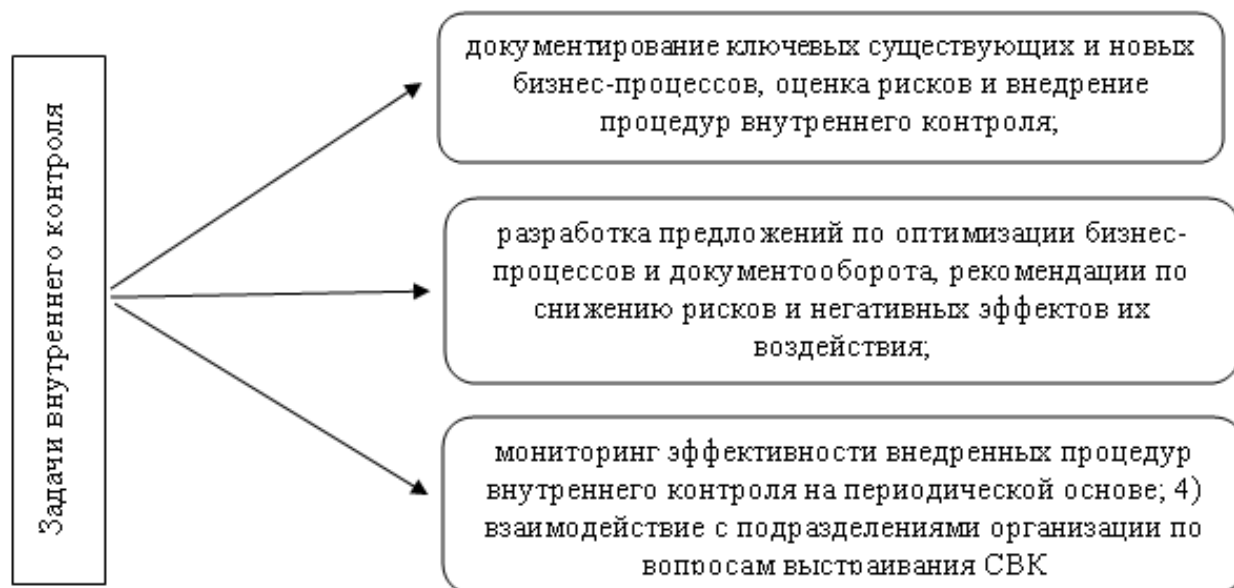 Задачи внутреннего контроля
документирование ключевых существующих и новых
бизнес-процессов, оценка рисков и внедрение
процедур внутреннего контроля;
разработка предложений по оптимизации бизнес-
процессов и документооборота, рекомендации по
снижению рисков и негативных эффектов их
воздействия;
мониторинг эффективности внедренных процедур
внутреннего контроля на периодической основе; 4)
взаимодействие с подразделениями организации по
вопросам выстраивания СВК